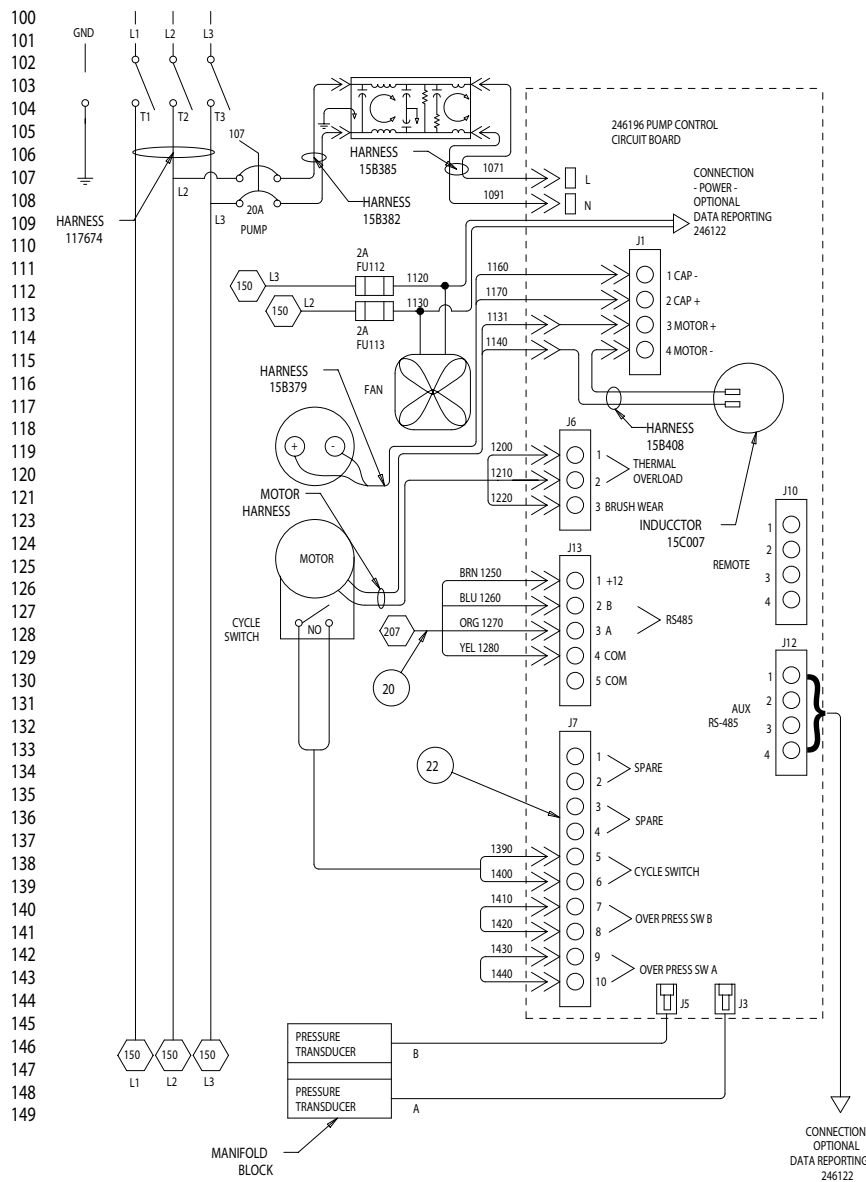 100
101
102
103
104
105
106
107
108
109
110
111
112
113
114
115
116
117
118
119
120
121
123
124
125
126
127
128
129
130
131
132
133
134
135
136
137
138
139
140
141
142
143
144
145
146
147
148
149
GND
L1
L2
L3
T1
T2
T3
107
L2
L3
20A
PUMP
HARNESS
117674
HARNESS
15B385
HARNESS
15B382
1071
1091
L
N
246196 PUMP CONTROL
CIRCUIT BOARD
CONNECTION
- POWER -
OPTIONAL
DATA REPORTING
246122
150
L3
2A
FU112
1120
150
L2
1130
2A
FU113
FAN
1160
1170
1131
1140
J1
1 CAP -
2 CAP +
3 MOTOR +
4 MOTOR -
HARNESS
15B379
+
-
HARNESS
15B408
INDUCCTOR
15C007
MOTOR
HARNESS
MOTOR
CYCLE
SWITCH
NO
J6
1200
1210
1220
1
2
3 BRUSH WEAR
THERMAL
OVERLOAD
J10
1
2
3
4
REMOTE
J13
BRN 1250
BLU 1260
ORG 1270
YEL 1280
1 +12
2 B
3 A
4 COM
5 COM
RS485
207
20
J12
1
2
3
4
AUX
RS-485
J7
22
1
2
SPARE
3
4
SPARE
1390
1400
5
6
CYCLE SWITCH
1410
1420
7
8
OVER PRESS SW B
1430
1440
9
10
OVER PRESS SW A
J5
J3
150
150
150
L1
L2
L3
PRESSURE
TRANSDUCER
B
PRESSURE
TRANSDUCER
A
MANIFOLD
BLOCK
CONNECTION
OPTIONAL
DATA REPORTING
246122